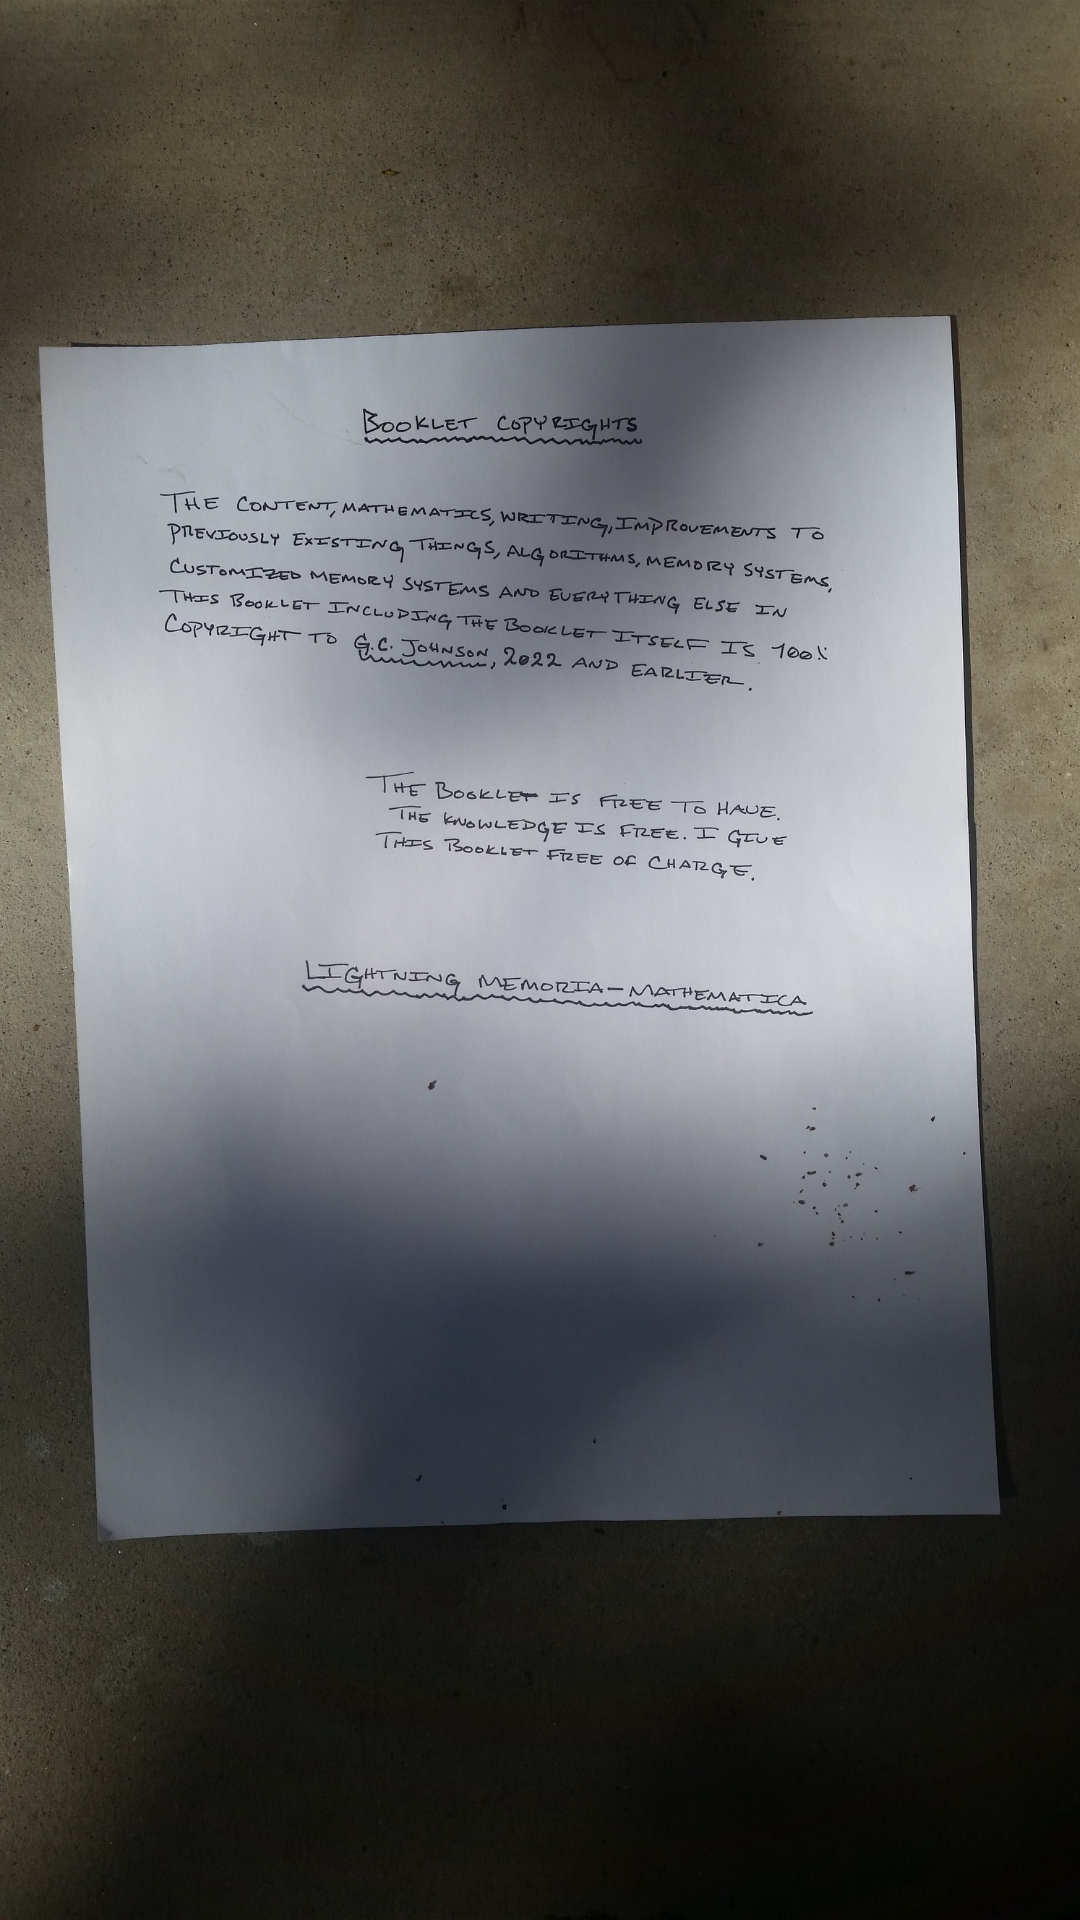 BOOKLET COPYRIGHTS
THE CONTENT, MATHEMATICS, WRITING, IMPROVEMENTS TO
PREVIOUSLY EXISTING THINGS, ALGORITHMS, MEMORY SYSTEMS,
CUSTOMIZED MEMORY SYSTEMS AND EVERYTHING ELSE IN
THIS BOOKLET INCLUDING THE BOOKLET ITSELF IS 100%
COPYRIGHT TO G.C. JOHNSON, 2022 AND EARLIER.
THE BOOKLET IS FREE TO HAVE.
THE KNOWLEDGE IS FREE. I GIVE
THIS BOOKLET FREE OF CHARGE.
LIGHTNING MEMORIA-MATHEMATICA